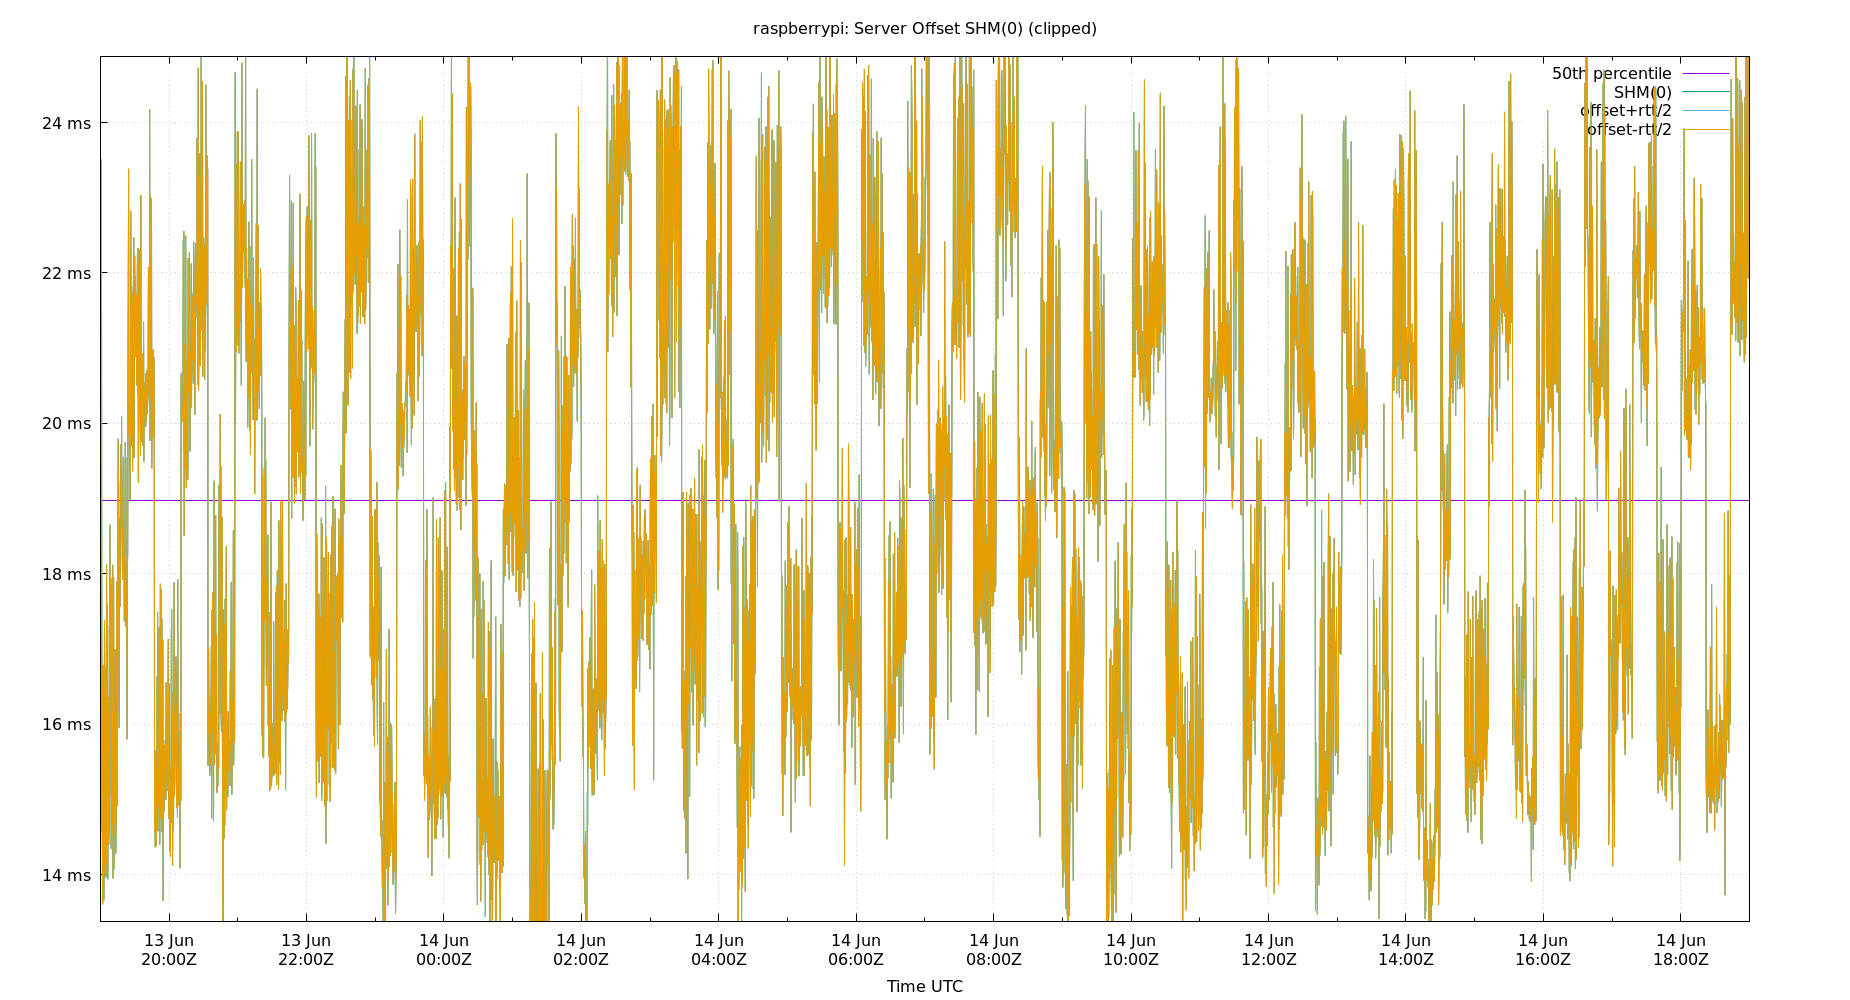 raspberrypi: Server Offset SHM(0) (clipped)
50th percentile
SHM(0)
offset+rtt/2
offset-rtt/2
24 ms
22 ms
20 ms
18 ms
16 ms
14 ms
13 Jun 13 Jun 14 Jun 14 Jun 14 Jun 14 Jun 14 Jun 14 Jun 14 Jun 14 Jun 14 Jun 14 Jun
20:00Z 22:00Z 00:00Z 02:00Z 04:00Z 06:00Z 08:00Z 10:00Z 12:00Z 14:00Z 16:00Z 18:00Z
Time UTC